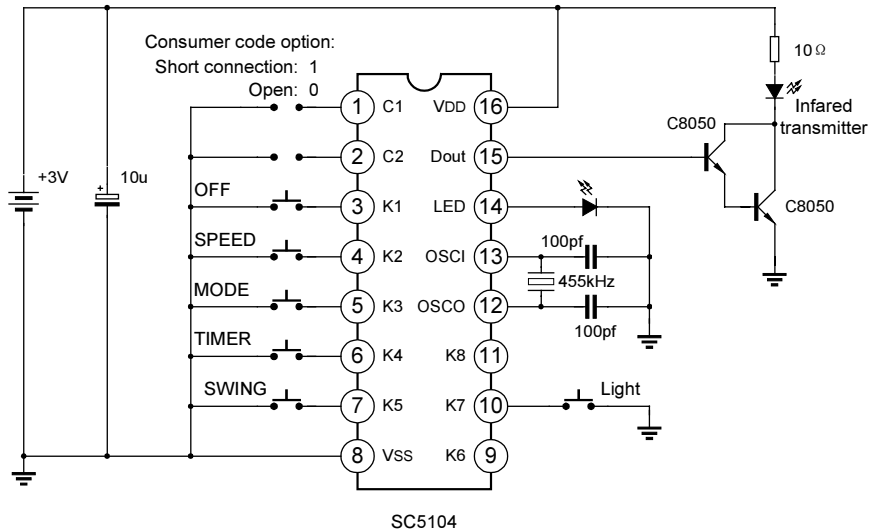 Consumer code option:
Short connection: 1
Open: 0
+3V
10u
OFF
SPEED
MODE
TIMER
SWING
1 C1
2 C2
3 K1
4 K2
5 K3
6 K4
7 K5
8 VSS
VDD 16
Dout 15
LED 14
OSCI 13
OSCO 12
K8 11
K7 10
K6 9
SC5104
100pf
455kHz
100pf
Light
10Ω
Infared
transmitter
C8050
C8050